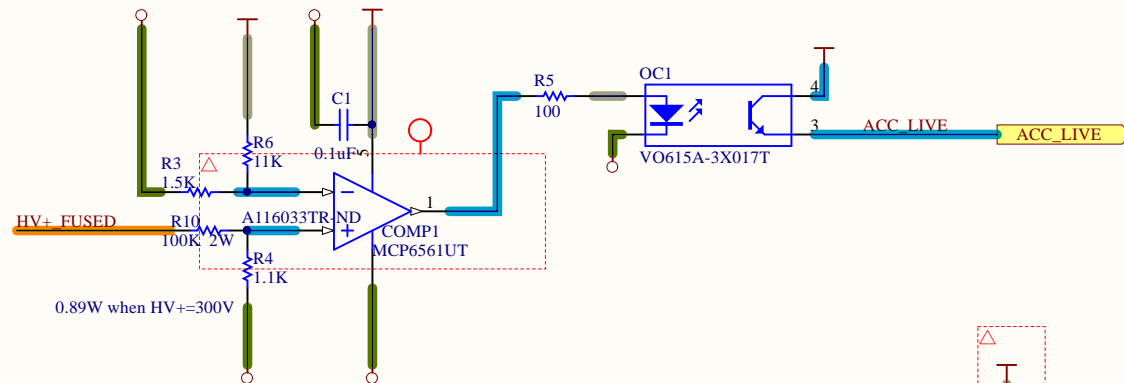 R5
100
OC1
4
3
VO615A-3X017T
ACC_LIVE
ACC_LIVE
C1
0.1uF
5
R6
11K
R3
1.5K
HV+_FUSED
R10
100K 2W
A116033TR-ND
1
COMP1
MCP6561UT
R4
1.1K
0.89W when HV+=300V